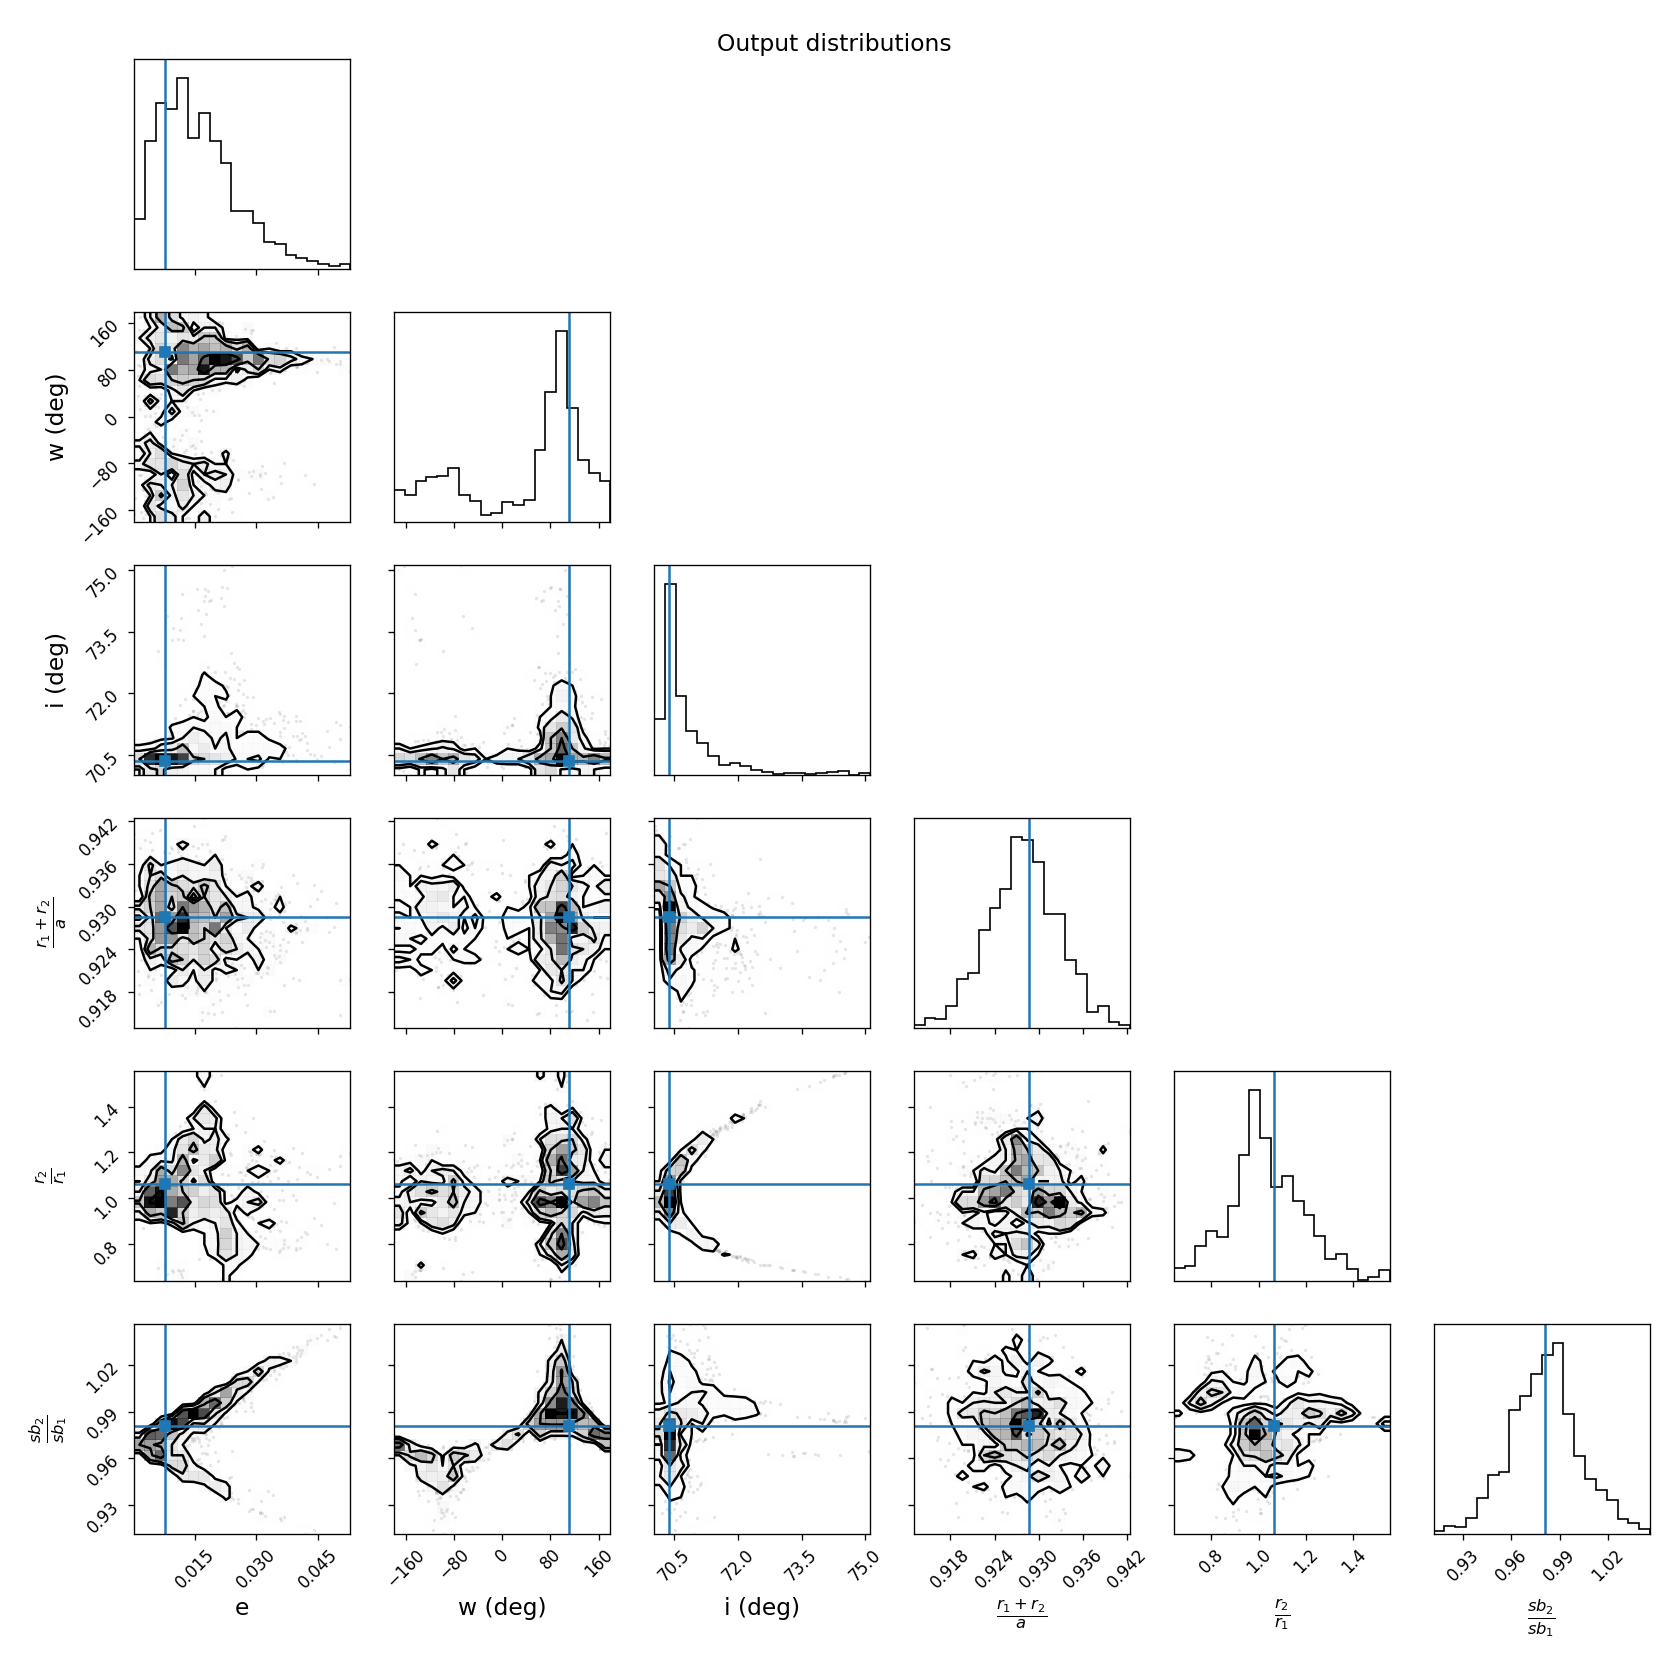 Output distributions
160
80
0
−80
−160
w (deg)
75.0
73.5
72.0
70.5
i (deg)
0.942
0.936
0.930
0.924
0.918
r₁ + r₂
a
1.4
1.2
1.0
0.8
r₂
r₁
1.02
0.99
0.96
0.93
sb₂
sb₁
0.015 0.030 0.045 −160 −80 0 80 160 70.5 72.0 73.5 75.0 0.918 0.924 0.930 0.936 0.942 0.8 1.0 1.2 1.4 0.93 0.96 0.99 1.02
e w (deg) i (deg) r₁ + r₂ r₂ sb₂
a r₁ sb₁